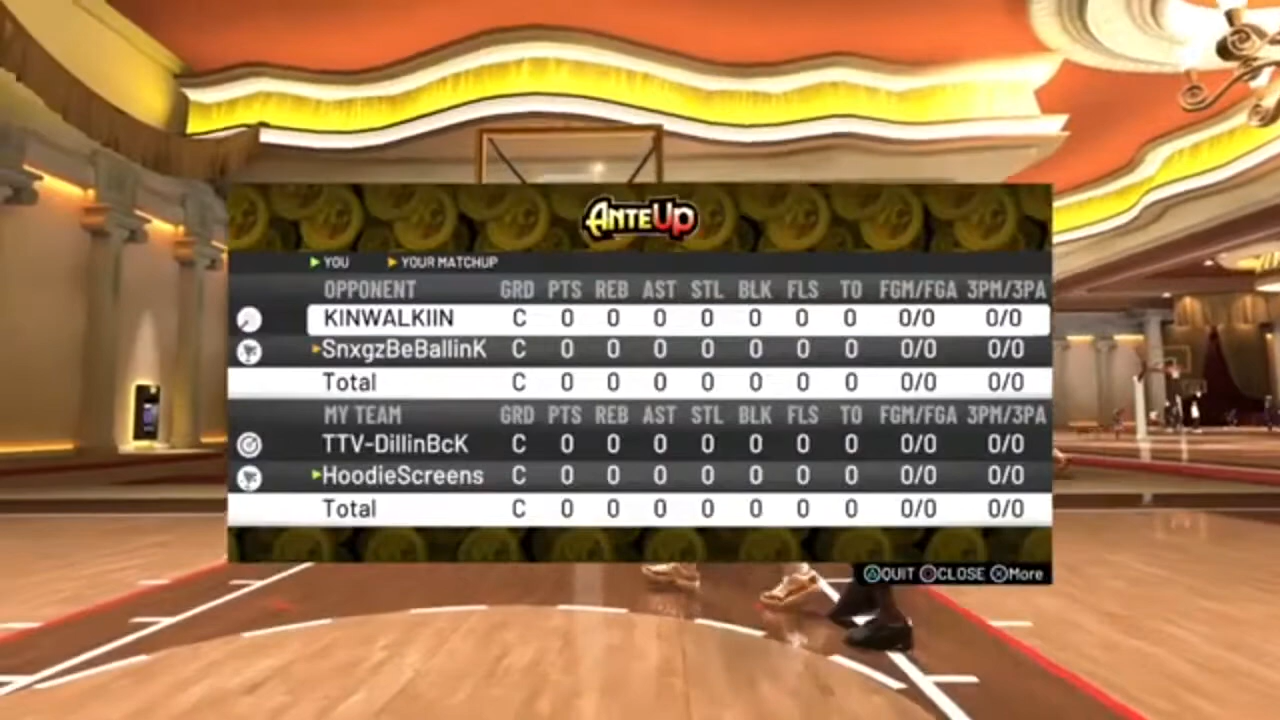 ANTEUP
YOU YOUR MATCHUP
OPPONENT GRD PTS REB AST STL BLK FLS TO FGM/FGA 3PM/3PA
KINWALKIIN C 0 0 0 0 0 0 0 0/0 0/0
SnxgzBeBallinK C 0 0 0 0 0 0 0 0/0 0/0
Total C 0 0 0 0 0 0 0 0/0 0/0
MY TEAM GRD PTS REB AST STL BLK FLS TO FGM/FGA 3PM/3PA
TTV-DillinBcK C 0 0 0 0 0 0 0 0/0 0/0
HoodieScreens C 0 0 0 0 0 0 0 0/0 0/0
Total C 0 0 0 0 0 0 0 0/0 0/0
QUIT CLOSE More